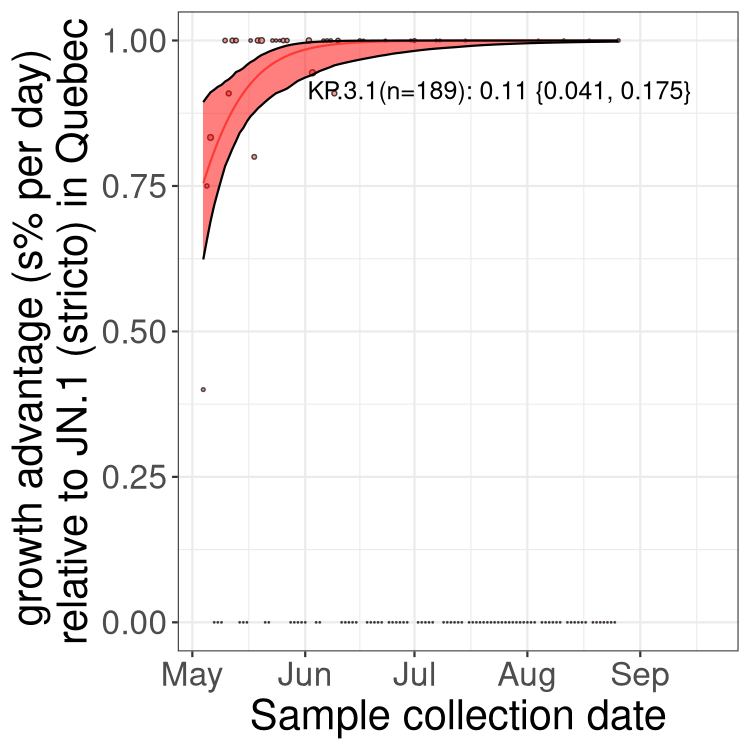 growth advantage (s% per day)
relative to JN.1 (stricto) in Quebec
1.00
0.75
0.50
0.25
0.00
KP.3.1(n=189): 0.11 {0.041, 0.175}
May Jun Jul Aug Sep
Sample collection date